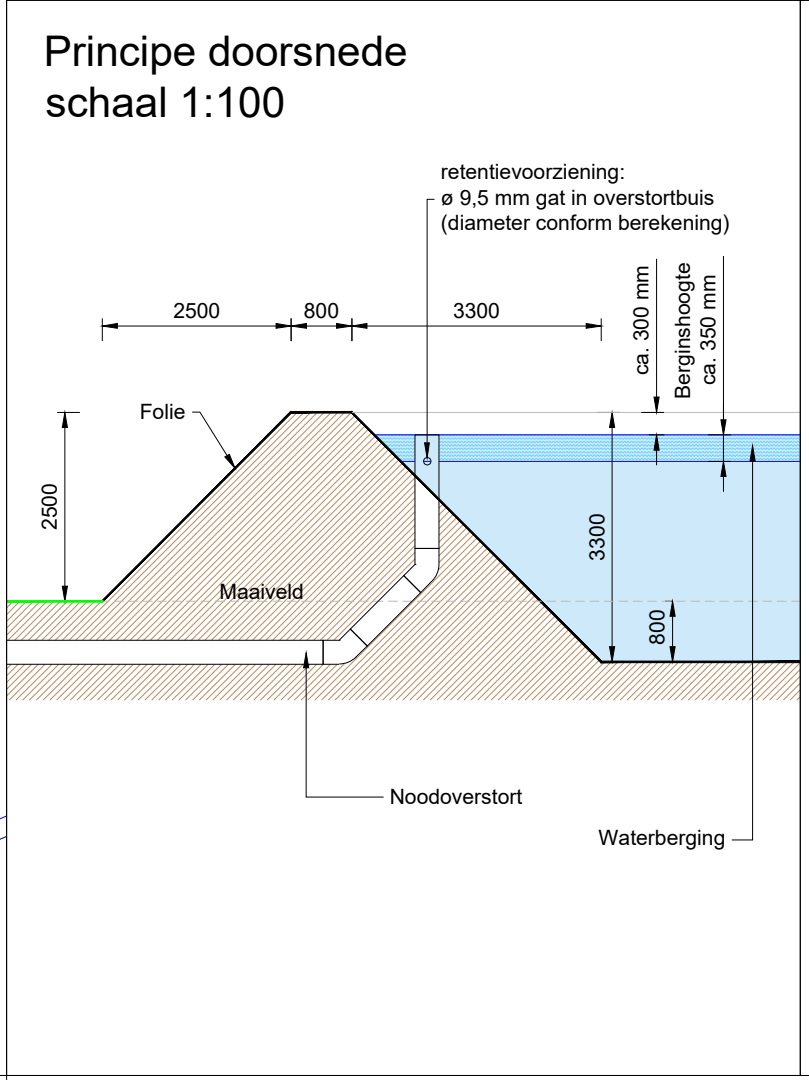 Principe doorsnede
schaal 1:100
retentievoorziening:
ø 9,5 mm gat in overstortbuis
(diameter conform berekening)
ca. 300 mm
Berginshoogte
ca. 350 mm
2500
800
3300
Folie
2500
3300
Maaiveld
800
Noodoverstort
Waterberging